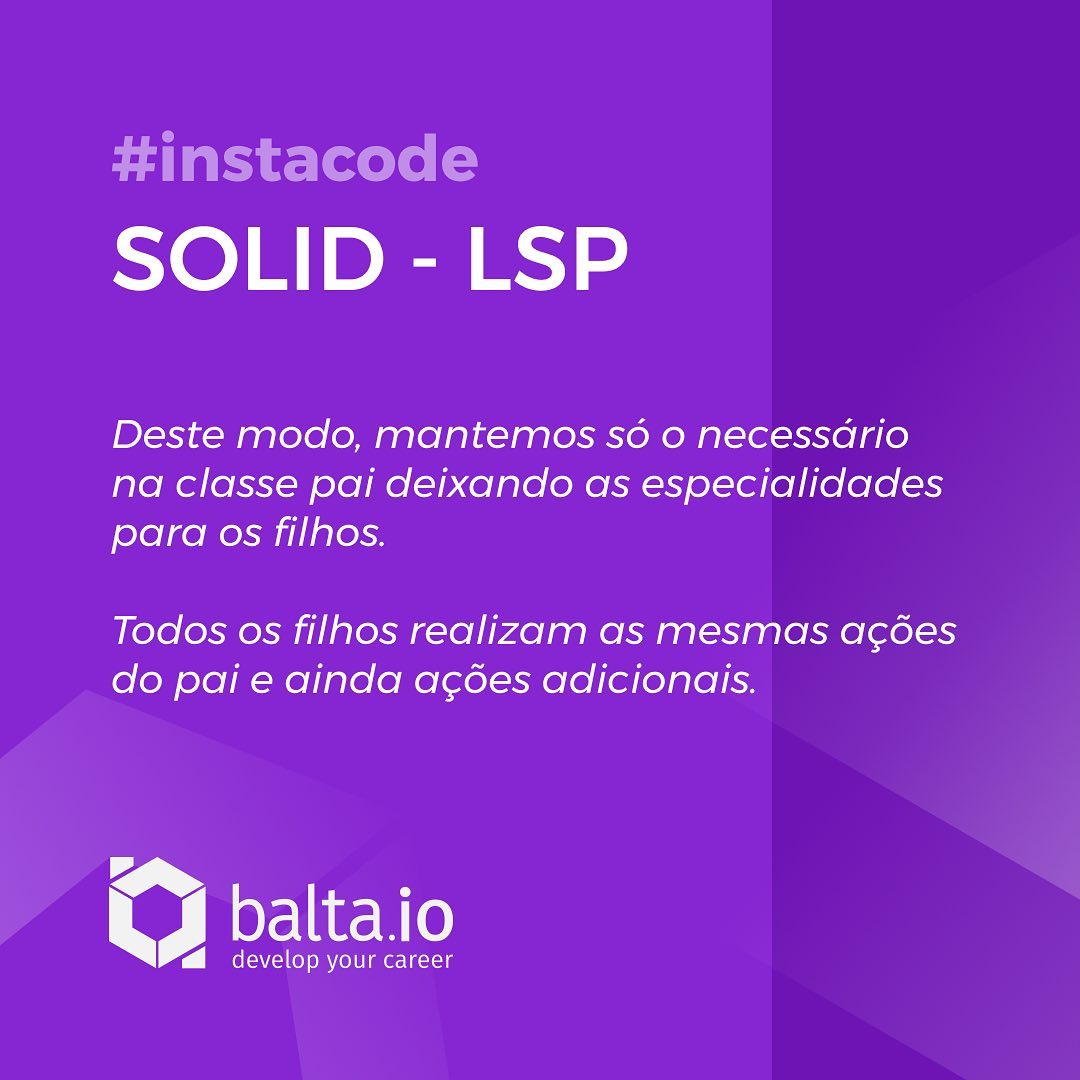 #instacode
SOLID - LSP
Deste modo, mantemos só o necessário
na classe pai deixando as especialidades
para os filhos.
Todos os filhos realizam as mesmas ações
do pai e ainda ações adicionais.
balta.io
develop your career